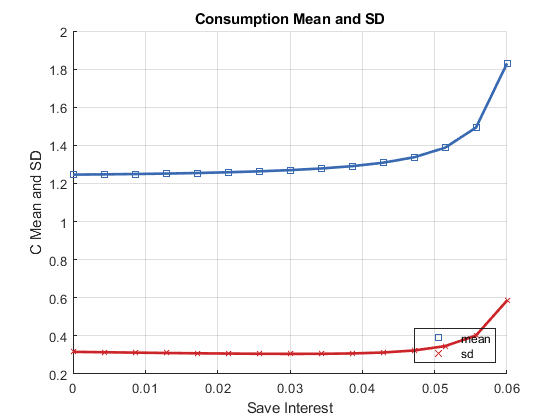 Consumption Mean and SD
2
1.8
1.6
1.4
1.2
1
0.8
0.6
0.4
0.2
C Mean and SD
mean
sd
0 0.01 0.02 0.03 0.04 0.05 0.06
Save Interest